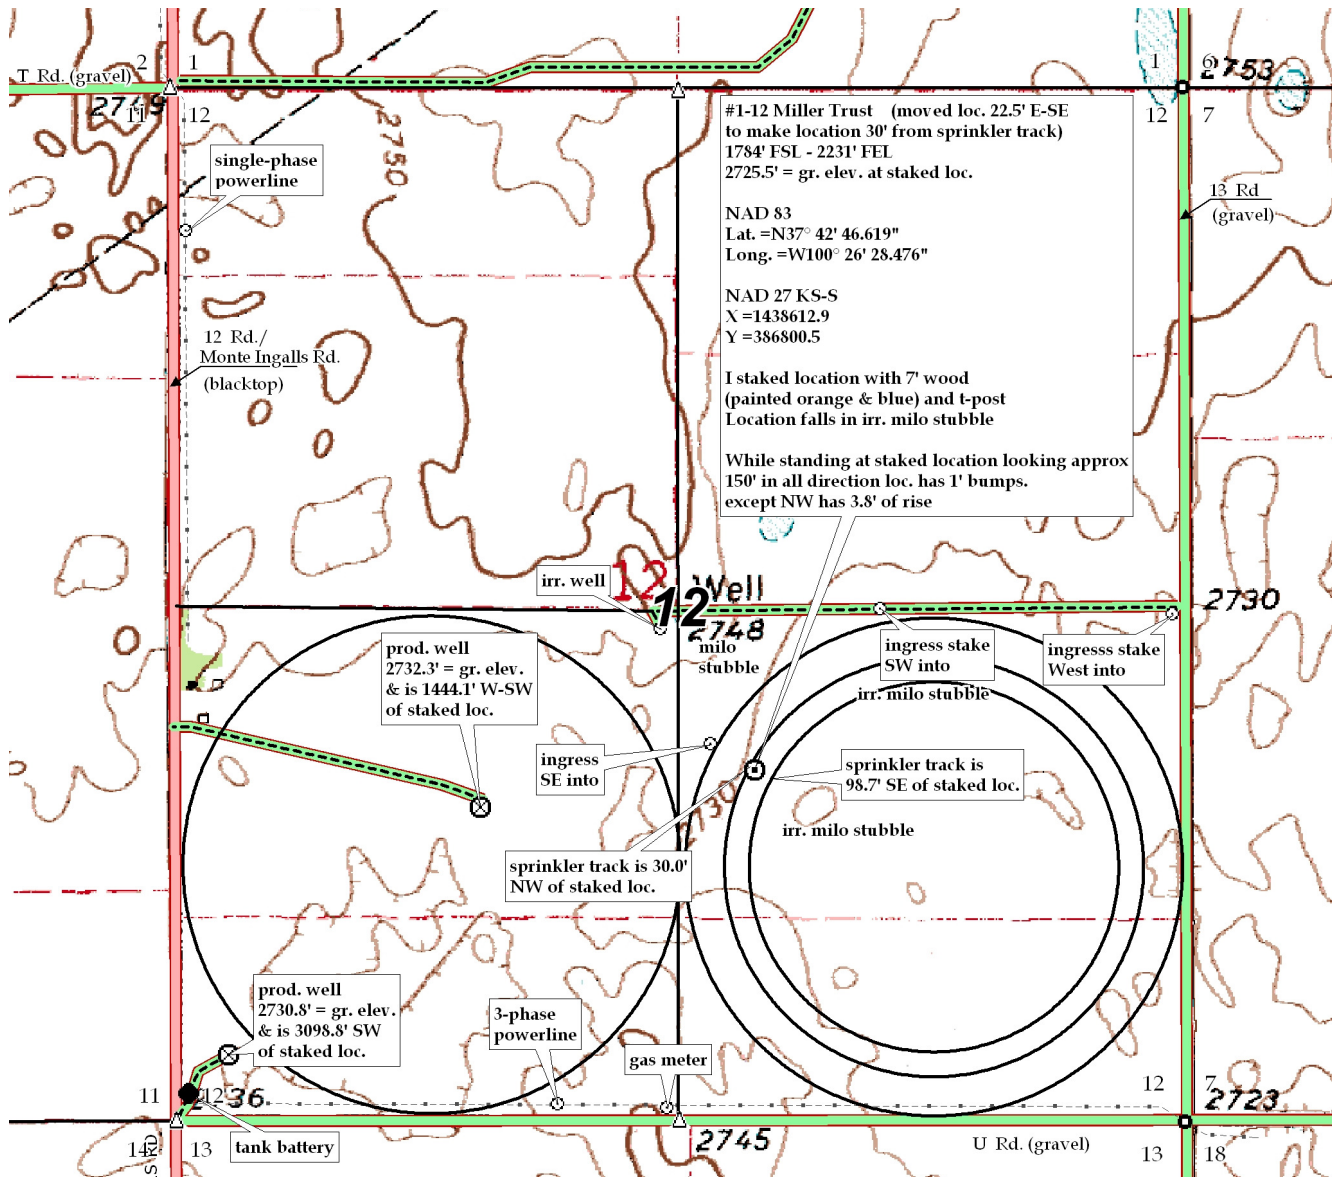 2
1
1
6
2753
T Rd. (gravel)
2749
11
12
12
7
#1-12 Miller Trust (moved loc. 22.5' E-SE
to make location 30' from sprinkler track)
1784' FSL - 2231' FEL
2725.5' = gr. elev. at staked loc.
NAD 83
Lat. =N37° 42' 46.619"
Long. =W100° 26' 28.476"
NAD 27 KS-S
X =1438612.9
Y =386800.5
I staked location with 7' wood
(painted orange & blue) and t-post
Location falls in irr. milo stubble
While standing at staked location looking approx
150' in all direction loc. has 1' bumps.
except NW has 3.8' of rise
2750
single-phase
powerline
13 Rd
(gravel)
12 Rd./
Monte Ingalls Rd.
(blacktop)
irr. well
12
Well
12
2748
2730
milo
stubble
prod. well
2732.3' = gr. elev.
& is 1444.1' W-SW
of staked loc.
ingress stake
SW into
ingresss stake
West into
irr. milo stubble
ingress
SE into
sprinkler track is
98.7' SE of staked loc.
2730
irr. milo stubble
sprinkler track is 30.0'
NW of staked loc.
prod. well
2730.8' = gr. elev.
& is 3098.8' SW
of staked loc.
3-phase
powerline
gas meter
11
12
2736
12
7
2723
tank battery
2745
U Rd. (gravel)
14
13
13
18
S RD